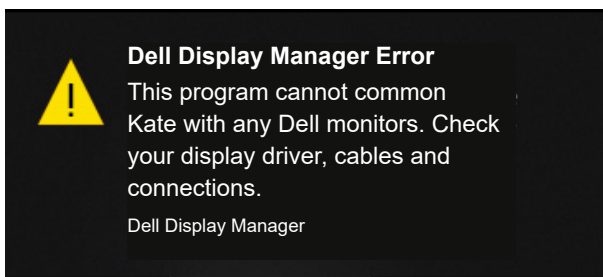 Dell Display Manager Error
This program cannot common
Kate with any Dell monitors. Check
your display driver, cables and
connections.
Dell Display Manager